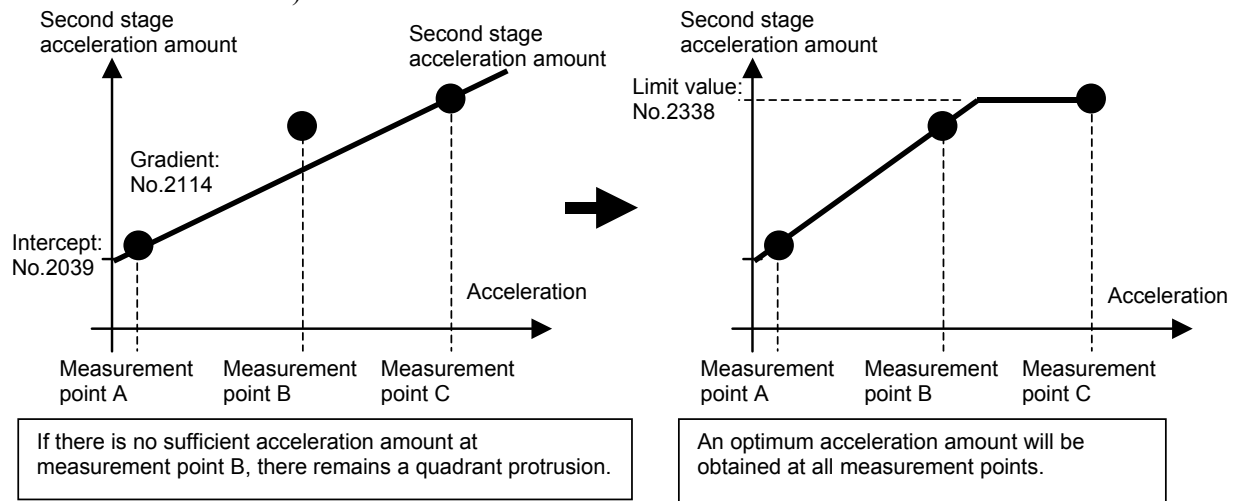 Second stage
acceleration amount
Second stage
acceleration amount
Gradient:
No.2114
Intercept:
No.2039
Acceleration
Measurement
point A
Measurement
point B
Measurement
point C
If there is no sufficient acceleration amount at
measurement point B, there remains a quadrant protrusion.
Second stage
acceleration amount
Limit value:
No.2338
Acceleration
Measurement
point A
Measurement
point B
Measurement
point C
An optimum acceleration amount will be
obtained at all measurement points.